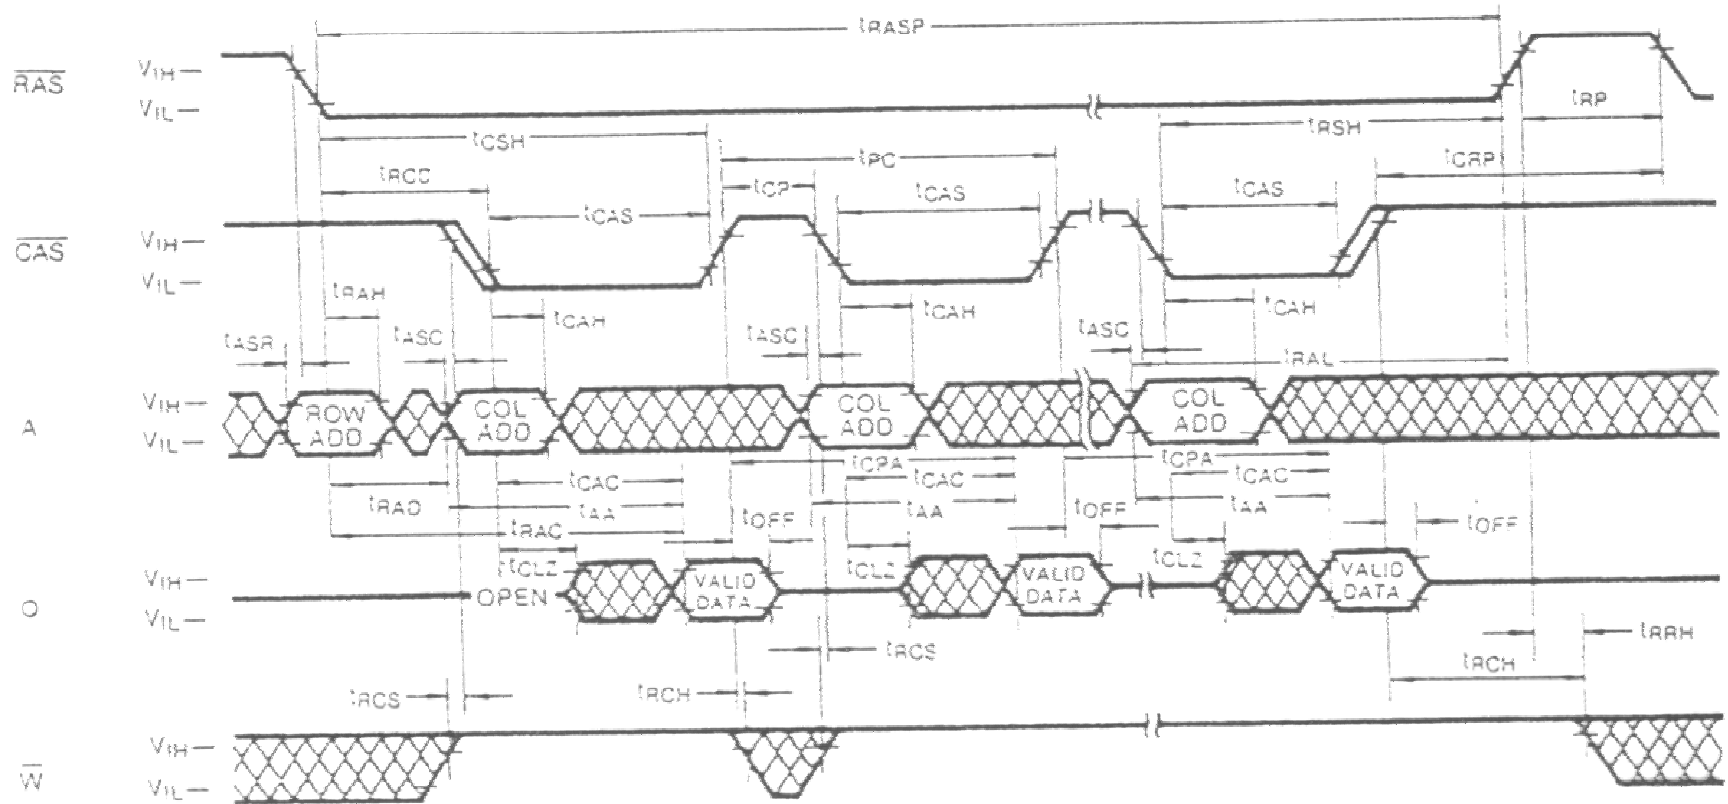 tRASP
RAS
VIH
VIL
tRP
tCSH
tRSH
tPC
tCRP
tRCD
tCP
tCAS
tCAS
tCAS
CAS
VIH
VIL
tRAH
tCAH
tCAH
tCAH
tASR
tASC
tASC
tASC
tRAL
A
VIH
VIL
ROW ADD
COL ADD
COL ADD
COL ADD
tCPA
tCPA
tCAC
tCAC
tCAC
tRAD
tAA
tAA
tAA
tRAC
tOFF
tOFF
tOFF
tCLZ
tCLZ
tCLZ
VIH
VIL
OPEN
VALID DATA
VALID DATA
VALID DATA
tRCS
tRRH
tRCS
tRCH
tRCH
W
VIH
VIL